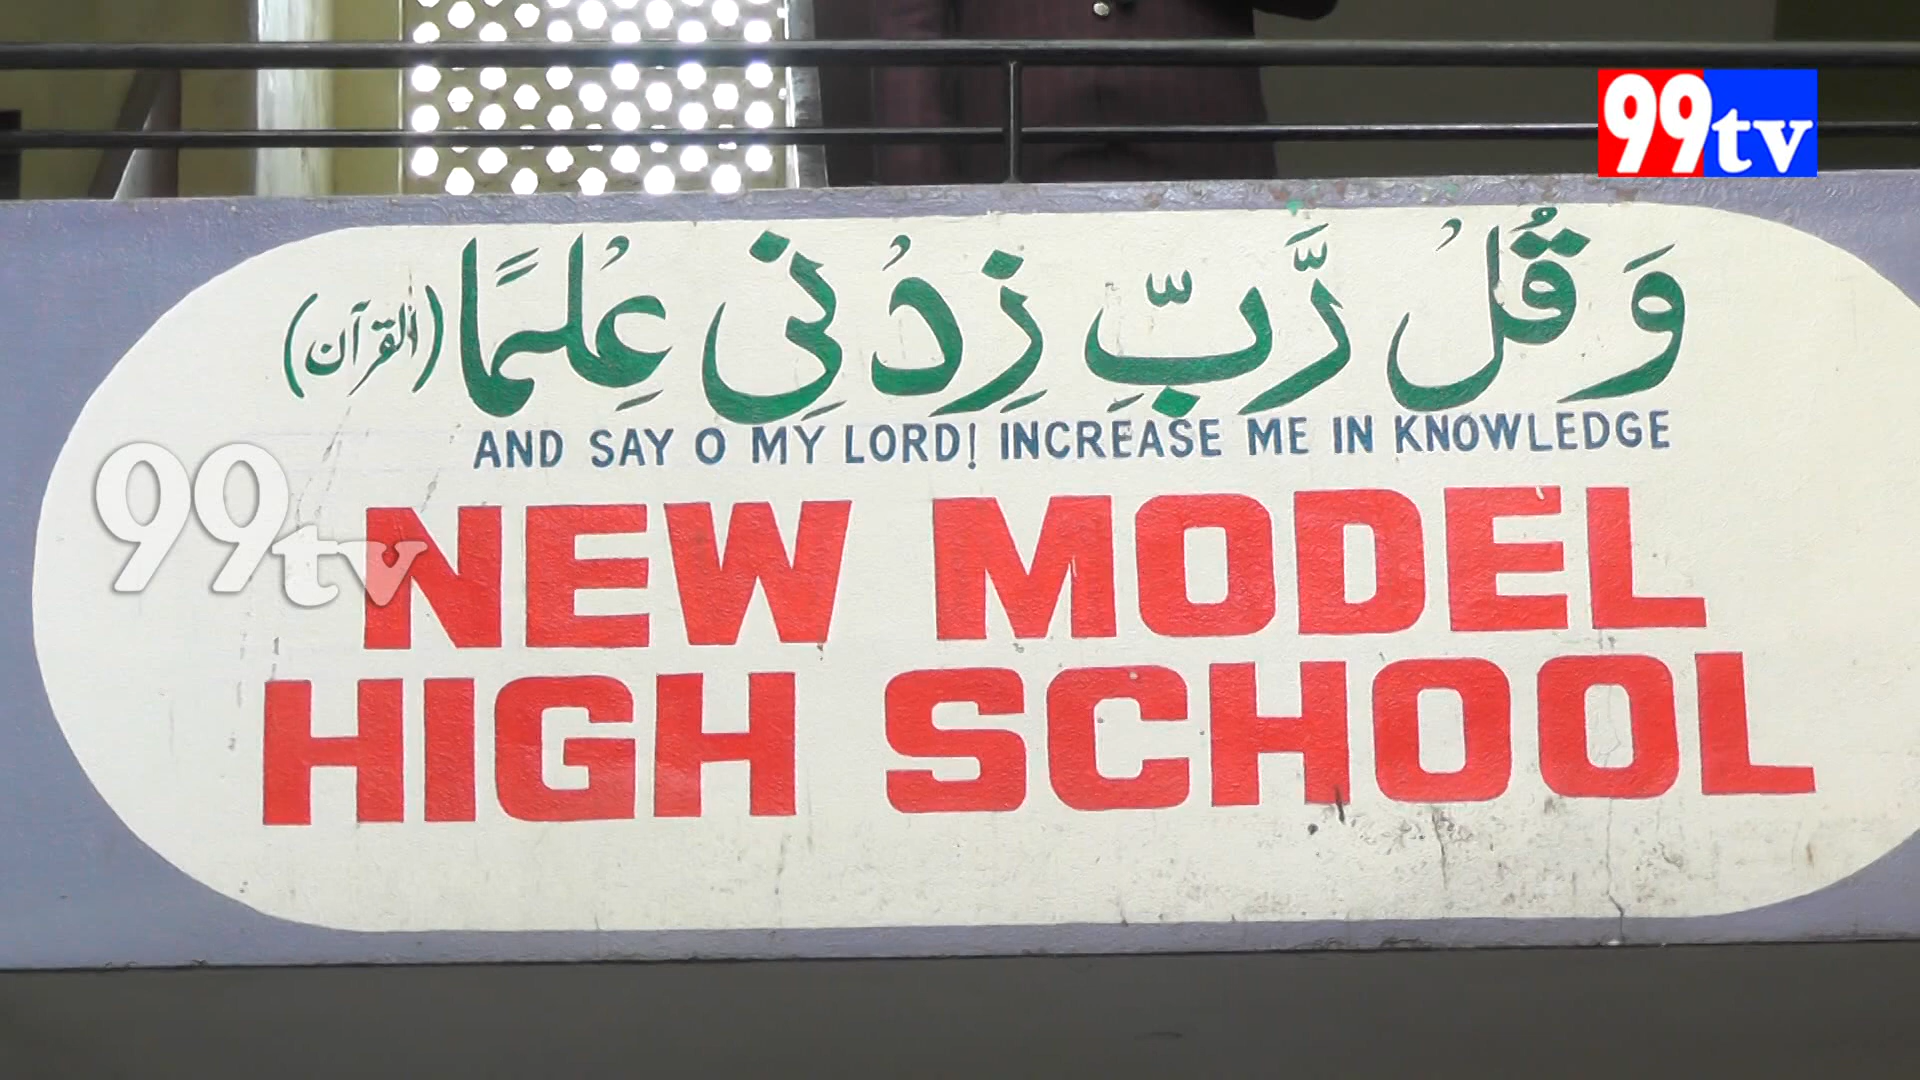 99tv
وَقُلْ رَّبِّ زِدْنِى عِلْمًا (القرآن)
AND SAY O MY LORD! INCREASE ME IN KNOWLEDGE
99tv
NEW MODEL
HIGH SCHOOL